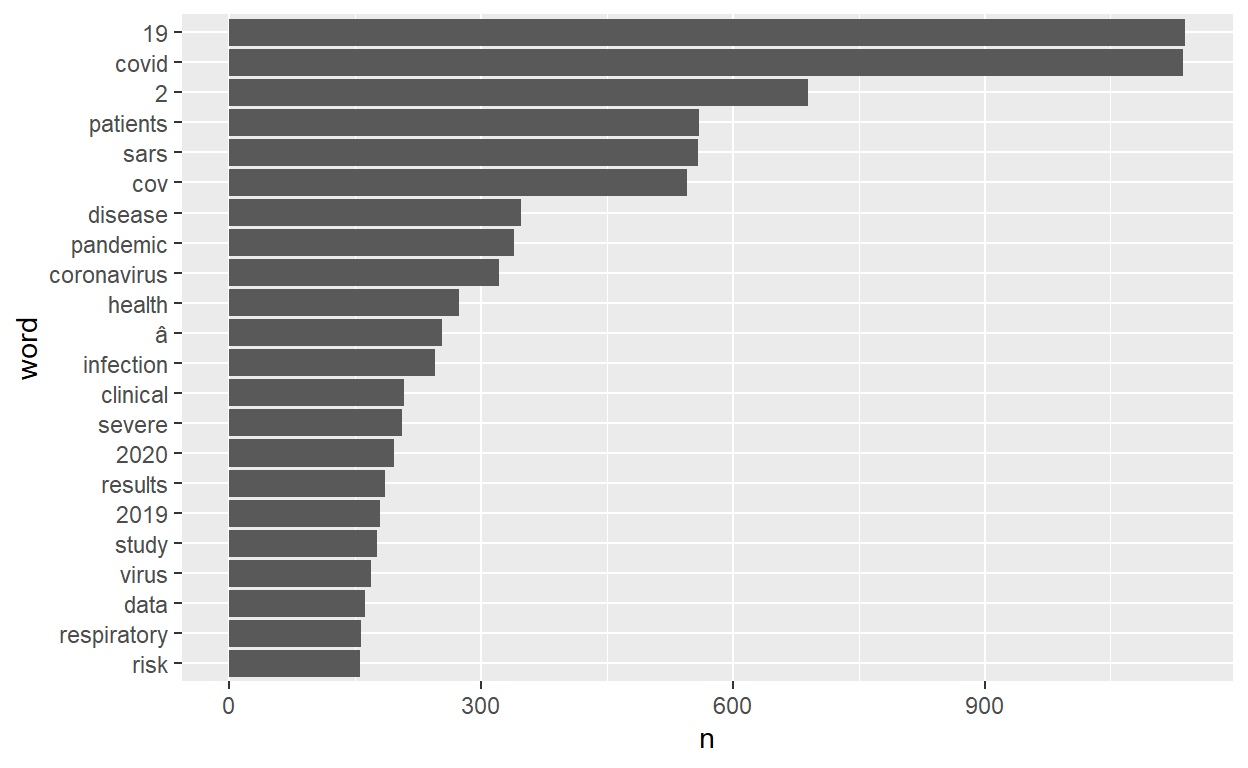 19
covid
2
patients
sars
cov
disease
pandemic
coronavirus
health
â
infection
clinical
severe
2020
results
2019
study
virus
data
respiratory
risk
word
0 300 600 900
n